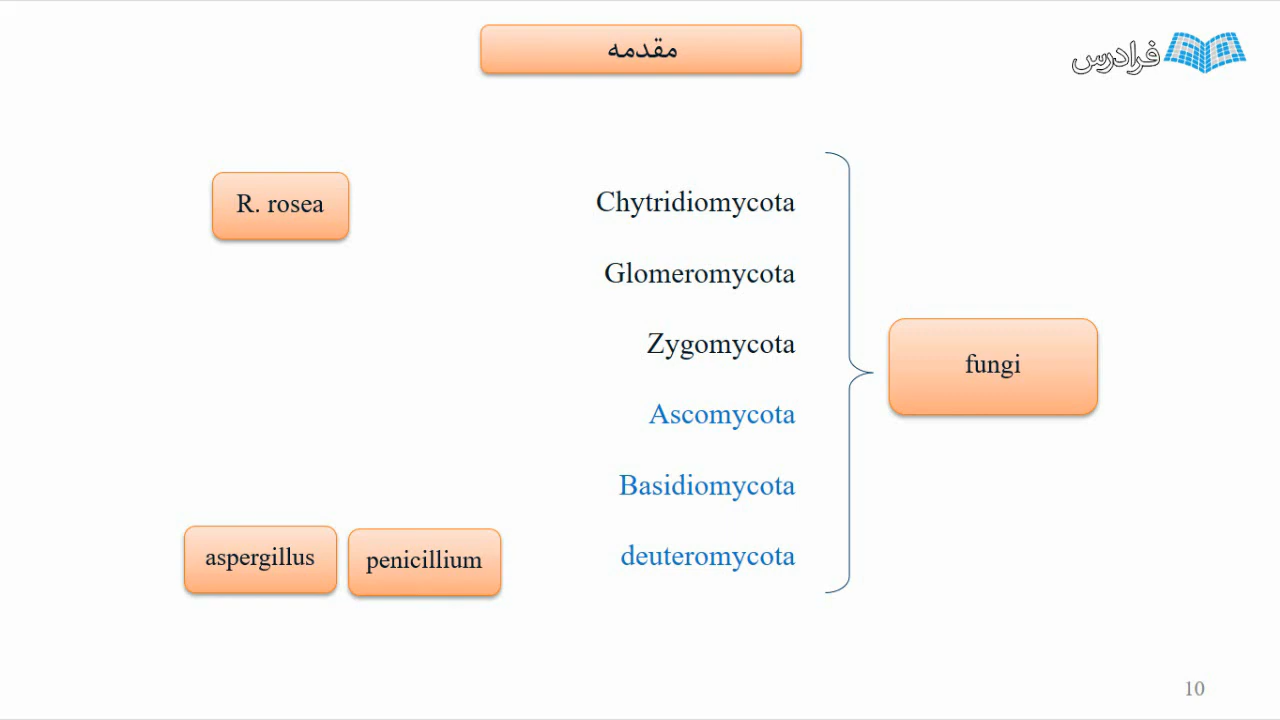 مقدمه
فرادرس
R. rosea
Chytridiomycota
Glomeromycota
Zygomycota
fungi
Ascomycota
Basidiomycota
aspergillus
penicillium
deuteromycota
10